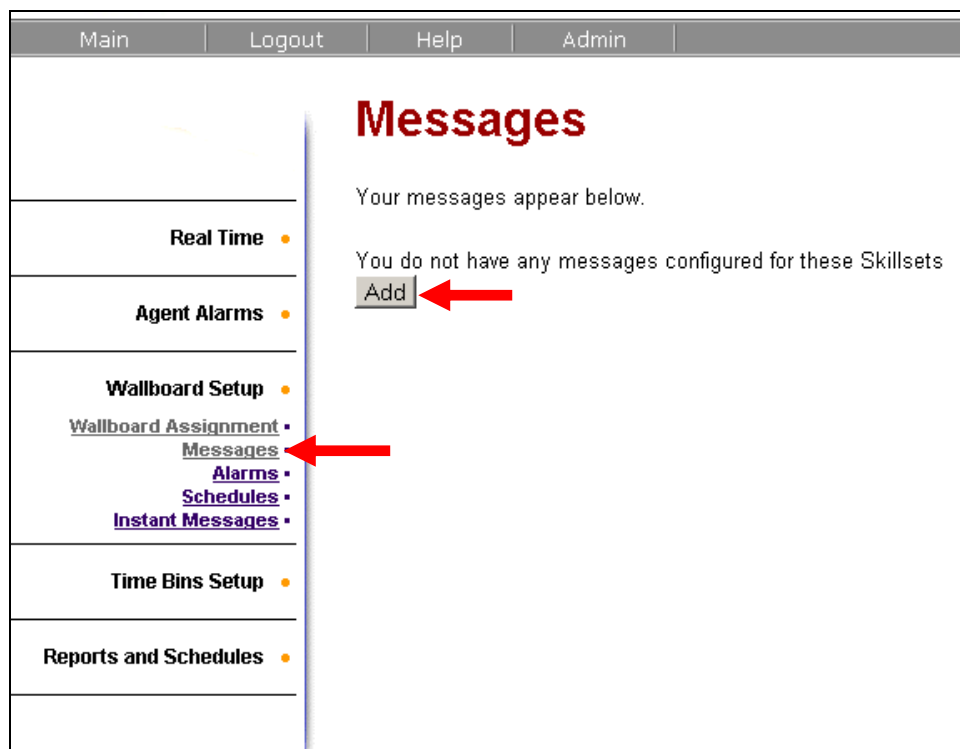 Main Logout Help Admin
Messages
Your messages appear below.
You do not have any messages configured for these Skillsets
Add
Real Time
Agent Alarms
Wallboard Setup
Wallboard Assignment
Messages
Alarms
Schedules
Instant Messages
Time Bins Setup
Reports and Schedules